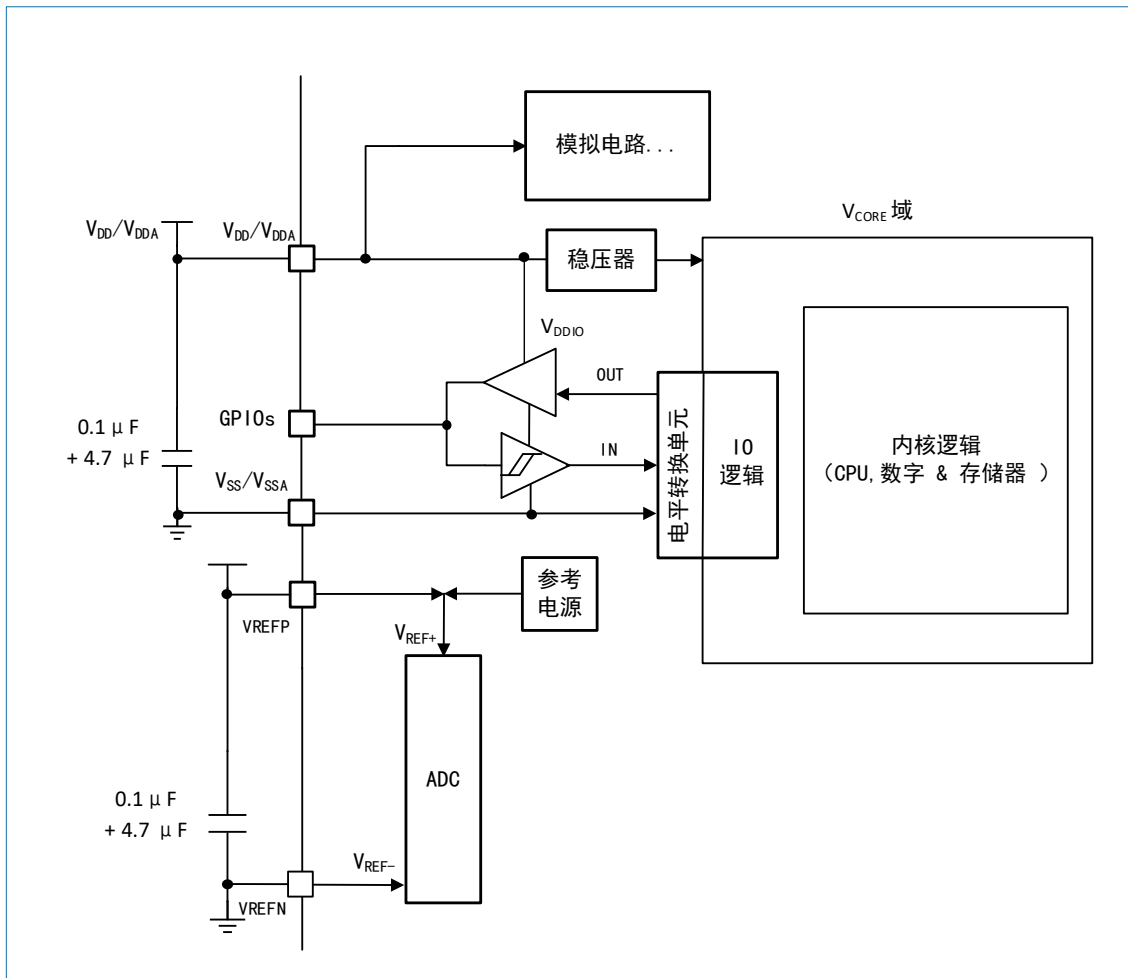 模拟电路...
VCORE 域
VDD/VDDA
VDD/VDDA
稳压器
VDDIO
OUT
GPIOs
0.1 μF
+ 4.7 μF
IN
电平转换单元
IO
逻辑
内核逻辑
(CPU,数字 & 存储器 )
VSS/VSSA
参考
电源
VREFP
VREF+
ADC
0.1 μF
+ 4.7 μF
VREF-
VREFN